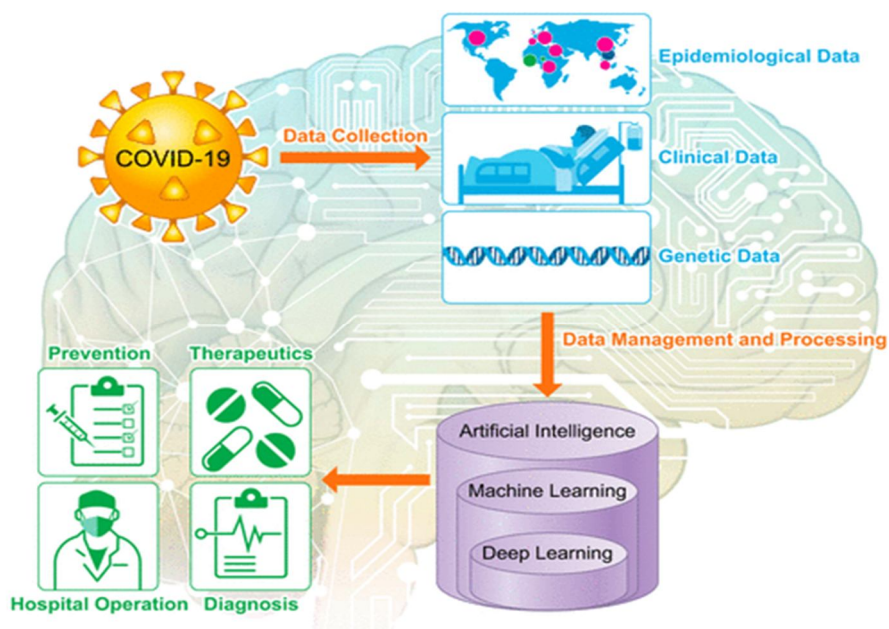 COVID-19
Data Collection
Epidemiological Data
Clinical Data
Genetic Data
Data Management and Processing
Artificial Intelligence
Machine Learning
Deep Learning
Prevention
Therapeutics
Hospital Operation
Diagnosis